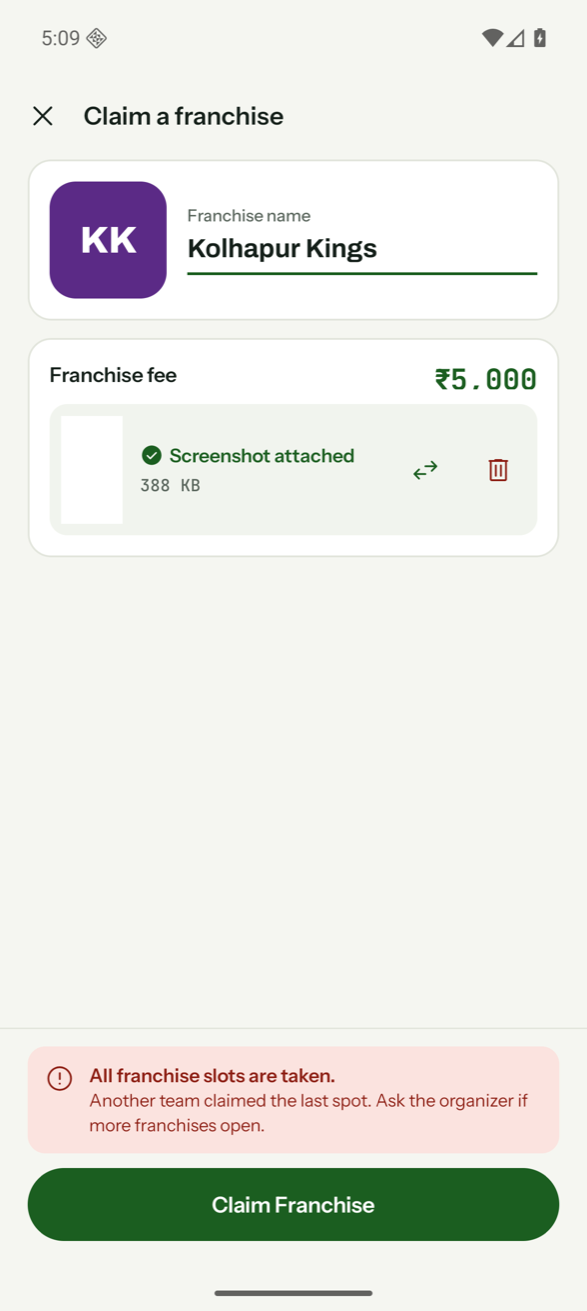 5:09
Claim a franchise
KK
Franchise name
Kolhapur Kings
Franchise fee
₹5,000
Screenshot attached
388 KB
All franchise slots are taken.
Another team claimed the last spot. Ask the organizer if
more franchises open.
Claim Franchise